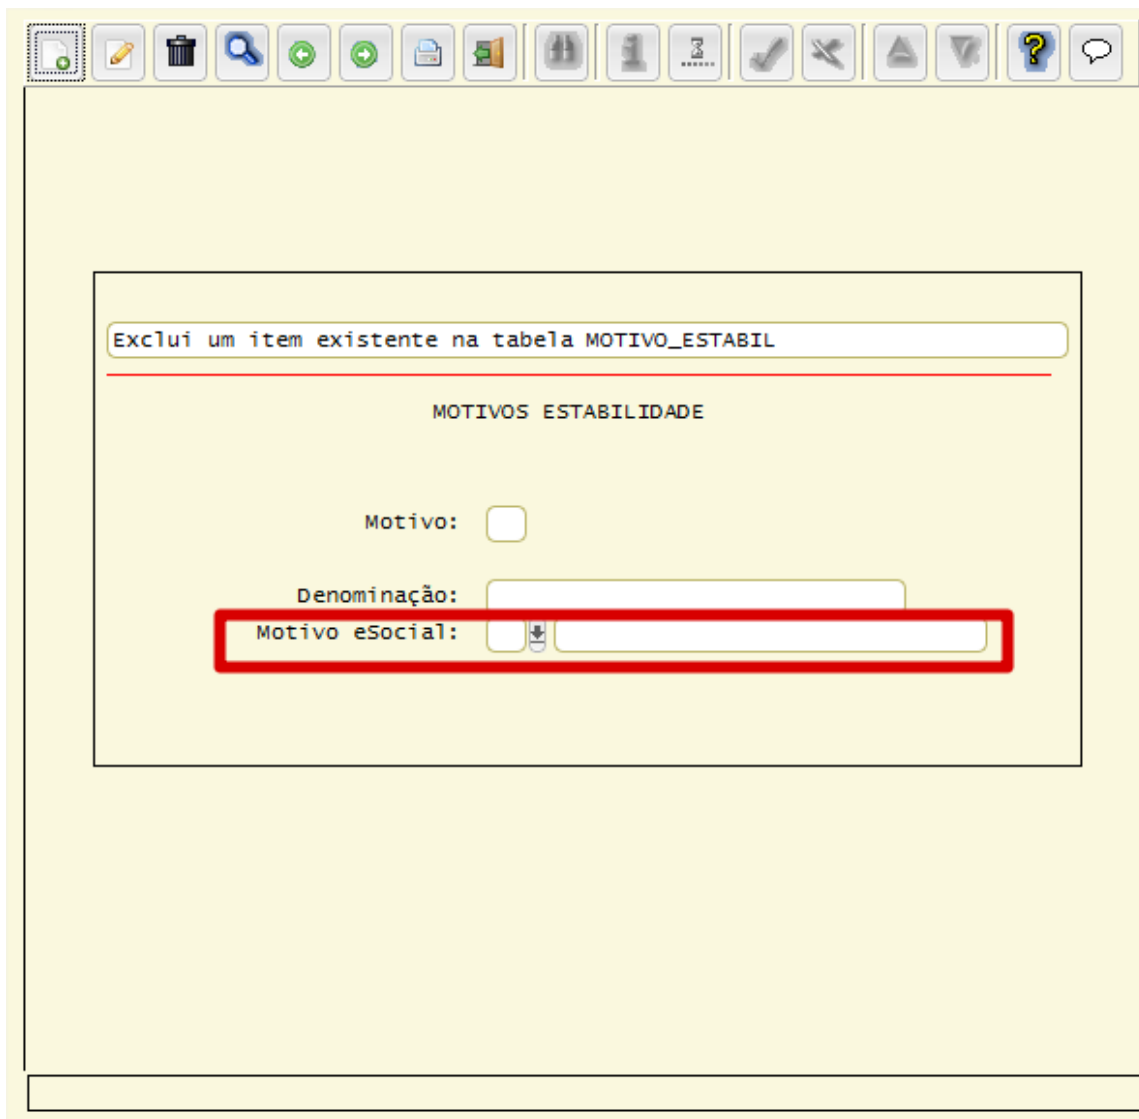 Exclui um item existente na tabela MOTIVO_ESTABIL
MOTIVOS ESTABILIDADE
Motivo:
Denominação:
Motivo eSocial: